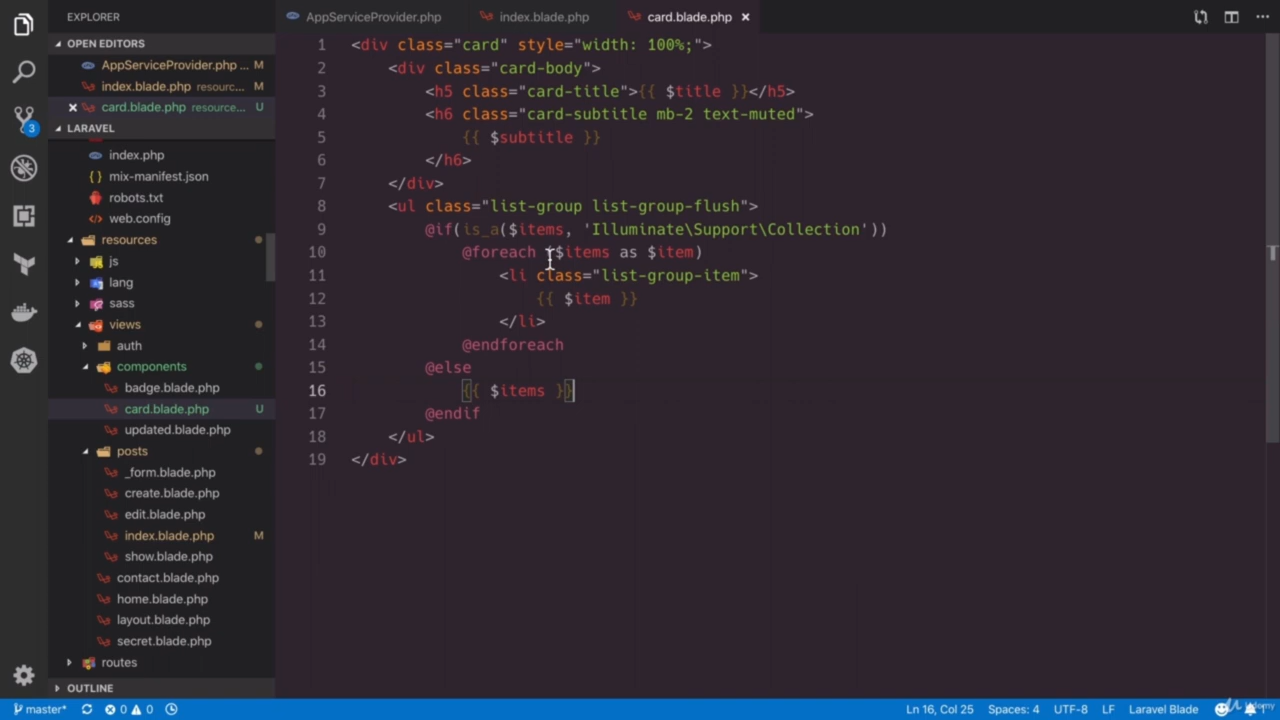 EXPLORER
AppServiceProvider.php
index.blade.php
card.blade.php ×
OPEN EDITORS
AppServiceProvider.php ... M
index.blade.php resourc... M
× card.blade.php resource... U
LARAVEL
index.php
{ } mix-manifest.json
robots.txt
<> web.config
resources
js
lang
sass
views
auth
components
badge.blade.php
card.blade.php U
updated.blade.php
posts
_form.blade.php
create.blade.php
edit.blade.php
index.blade.php M
show.blade.php
contact.blade.php
home.blade.php
layout.blade.php
secret.blade.php
routes
OUTLINE
3
1 <div class="card" style="width: 100%;">
2 <div class="card-body">
3 <h5 class="card-title">{{ $title }}</h5>
4 <h6 class="card-subtitle mb-2 text-muted">
5 {{ $subtitle }}
6 </h6>
7 </div>
8 <ul class="list-group list-group-flush">
9 @if(is_a($items, 'Illuminate\Support\Collection'))
10 @foreach ($items as $item)
11 <li class="list-group-item">
12 {{ $item }}
13 </li>
14 @endforeach
15 @else
16 {{ $items }}
17 @endif
18 </ul>
19 </div>
master* 0 0 Ln 16, Col 25 Spaces: 4 UTF-8 LF Laravel Blade 1
Udemy